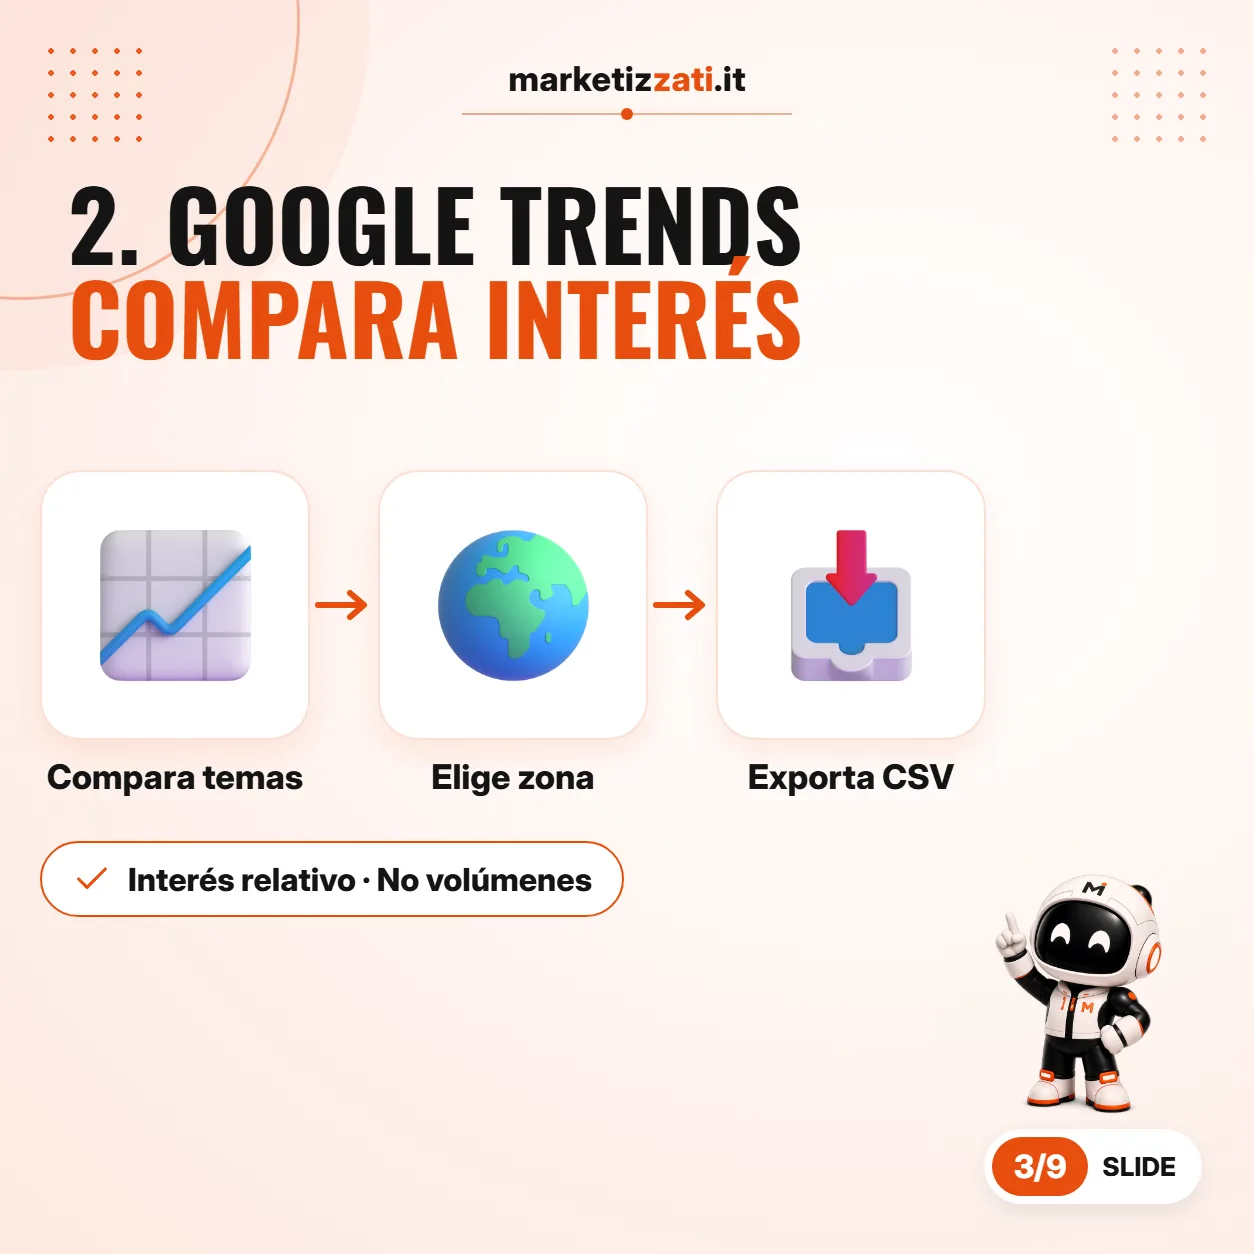 marketizzati.it
2. GOOGLE TRENDS
COMPARA INTERÉS
Compara temas
Elige zona
Exporta CSV
Interés relativo · No volúmenes
M
M
3/9 SLIDE